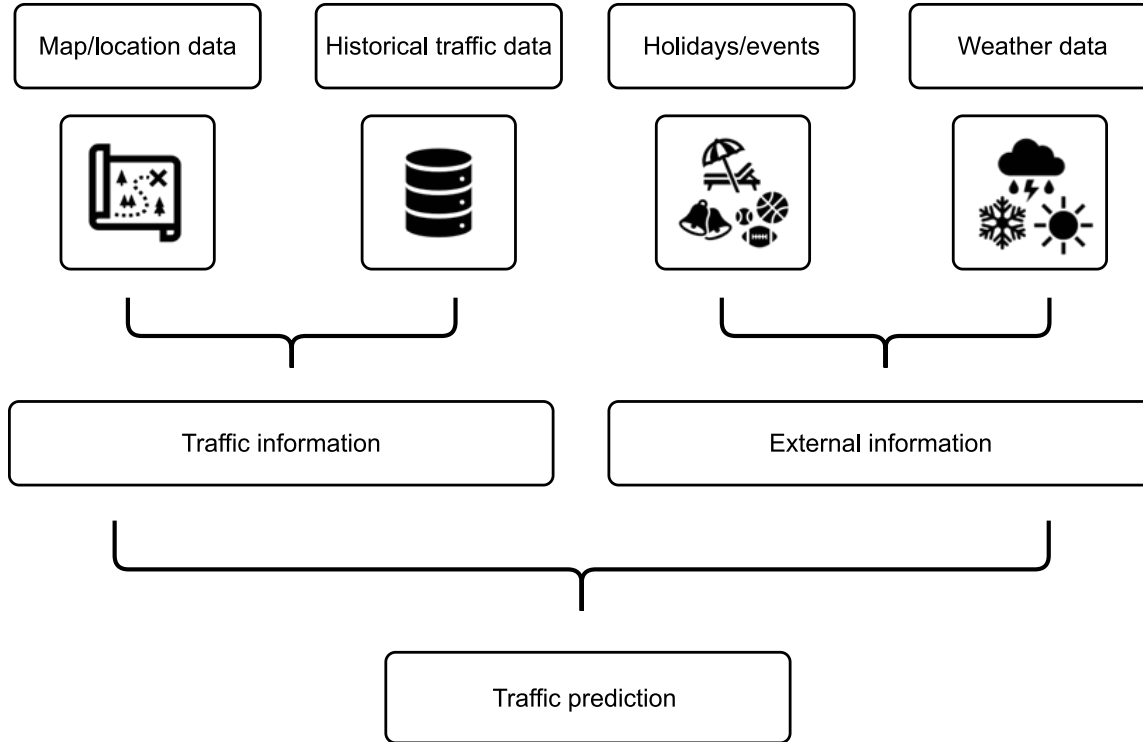 Map/location data
Historical traffic data
Holidays/events
Weather data
Traffic information
External information
Traffic prediction